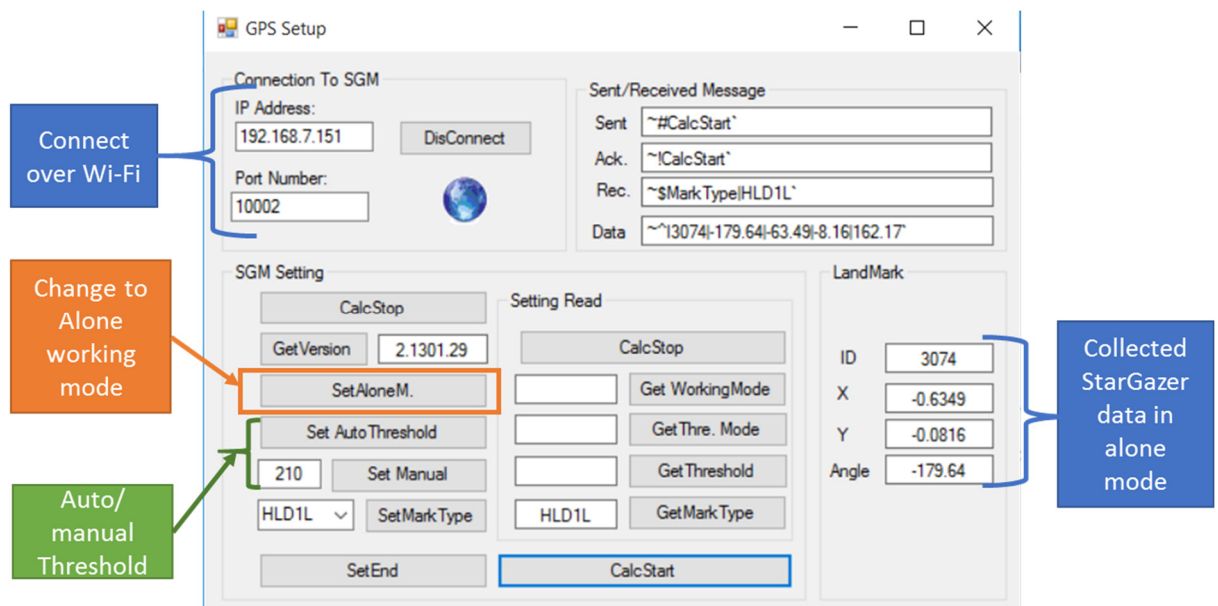 GPS Setup
Connection To SGM
IP Address:
192.168.7.151
DisConnect
Port Number:
10002
Sent/Received Message
Sent ~#CalcStart`
Ack. ~!CalcStart`
Rec. ~$MarkType|HLD1L`
Data ~^I3074|-179.64|-63.49|-8.16|162.17`
SGM Setting
CalcStop
GetVersion 2.1301.29
SetAloneM.
Set AutoThreshold
210 Set Manual
HLD1L SetMarkType
SetEnd
Setting Read
CalcStop
Get WorkingMode
GetThre. Mode
GetThreshold
HLD1L GetMarkType
CalcStart
LandMark
ID 3074
X -0.6349
Y -0.0816
Angle -179.64
Connect
over Wi-Fi
Change to
Alone
working
mode
Auto/
manual
Threshold
Collected
StarGazer
data in
alone
mode